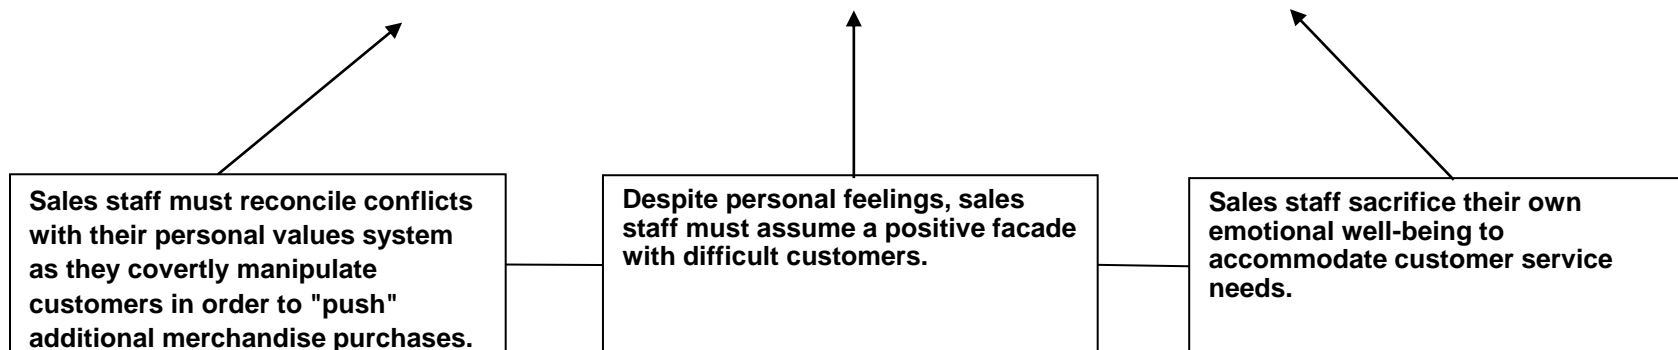 Sales staff must reconcile conflicts
with their personal values system
as they covertly manipulate
customers in order to "push"
additional merchandise purchases.
Despite personal feelings, sales
staff must assume a positive facade
with difficult customers.
Sales staff sacrifice their own
emotional well-being to
accommodate customer service
needs.